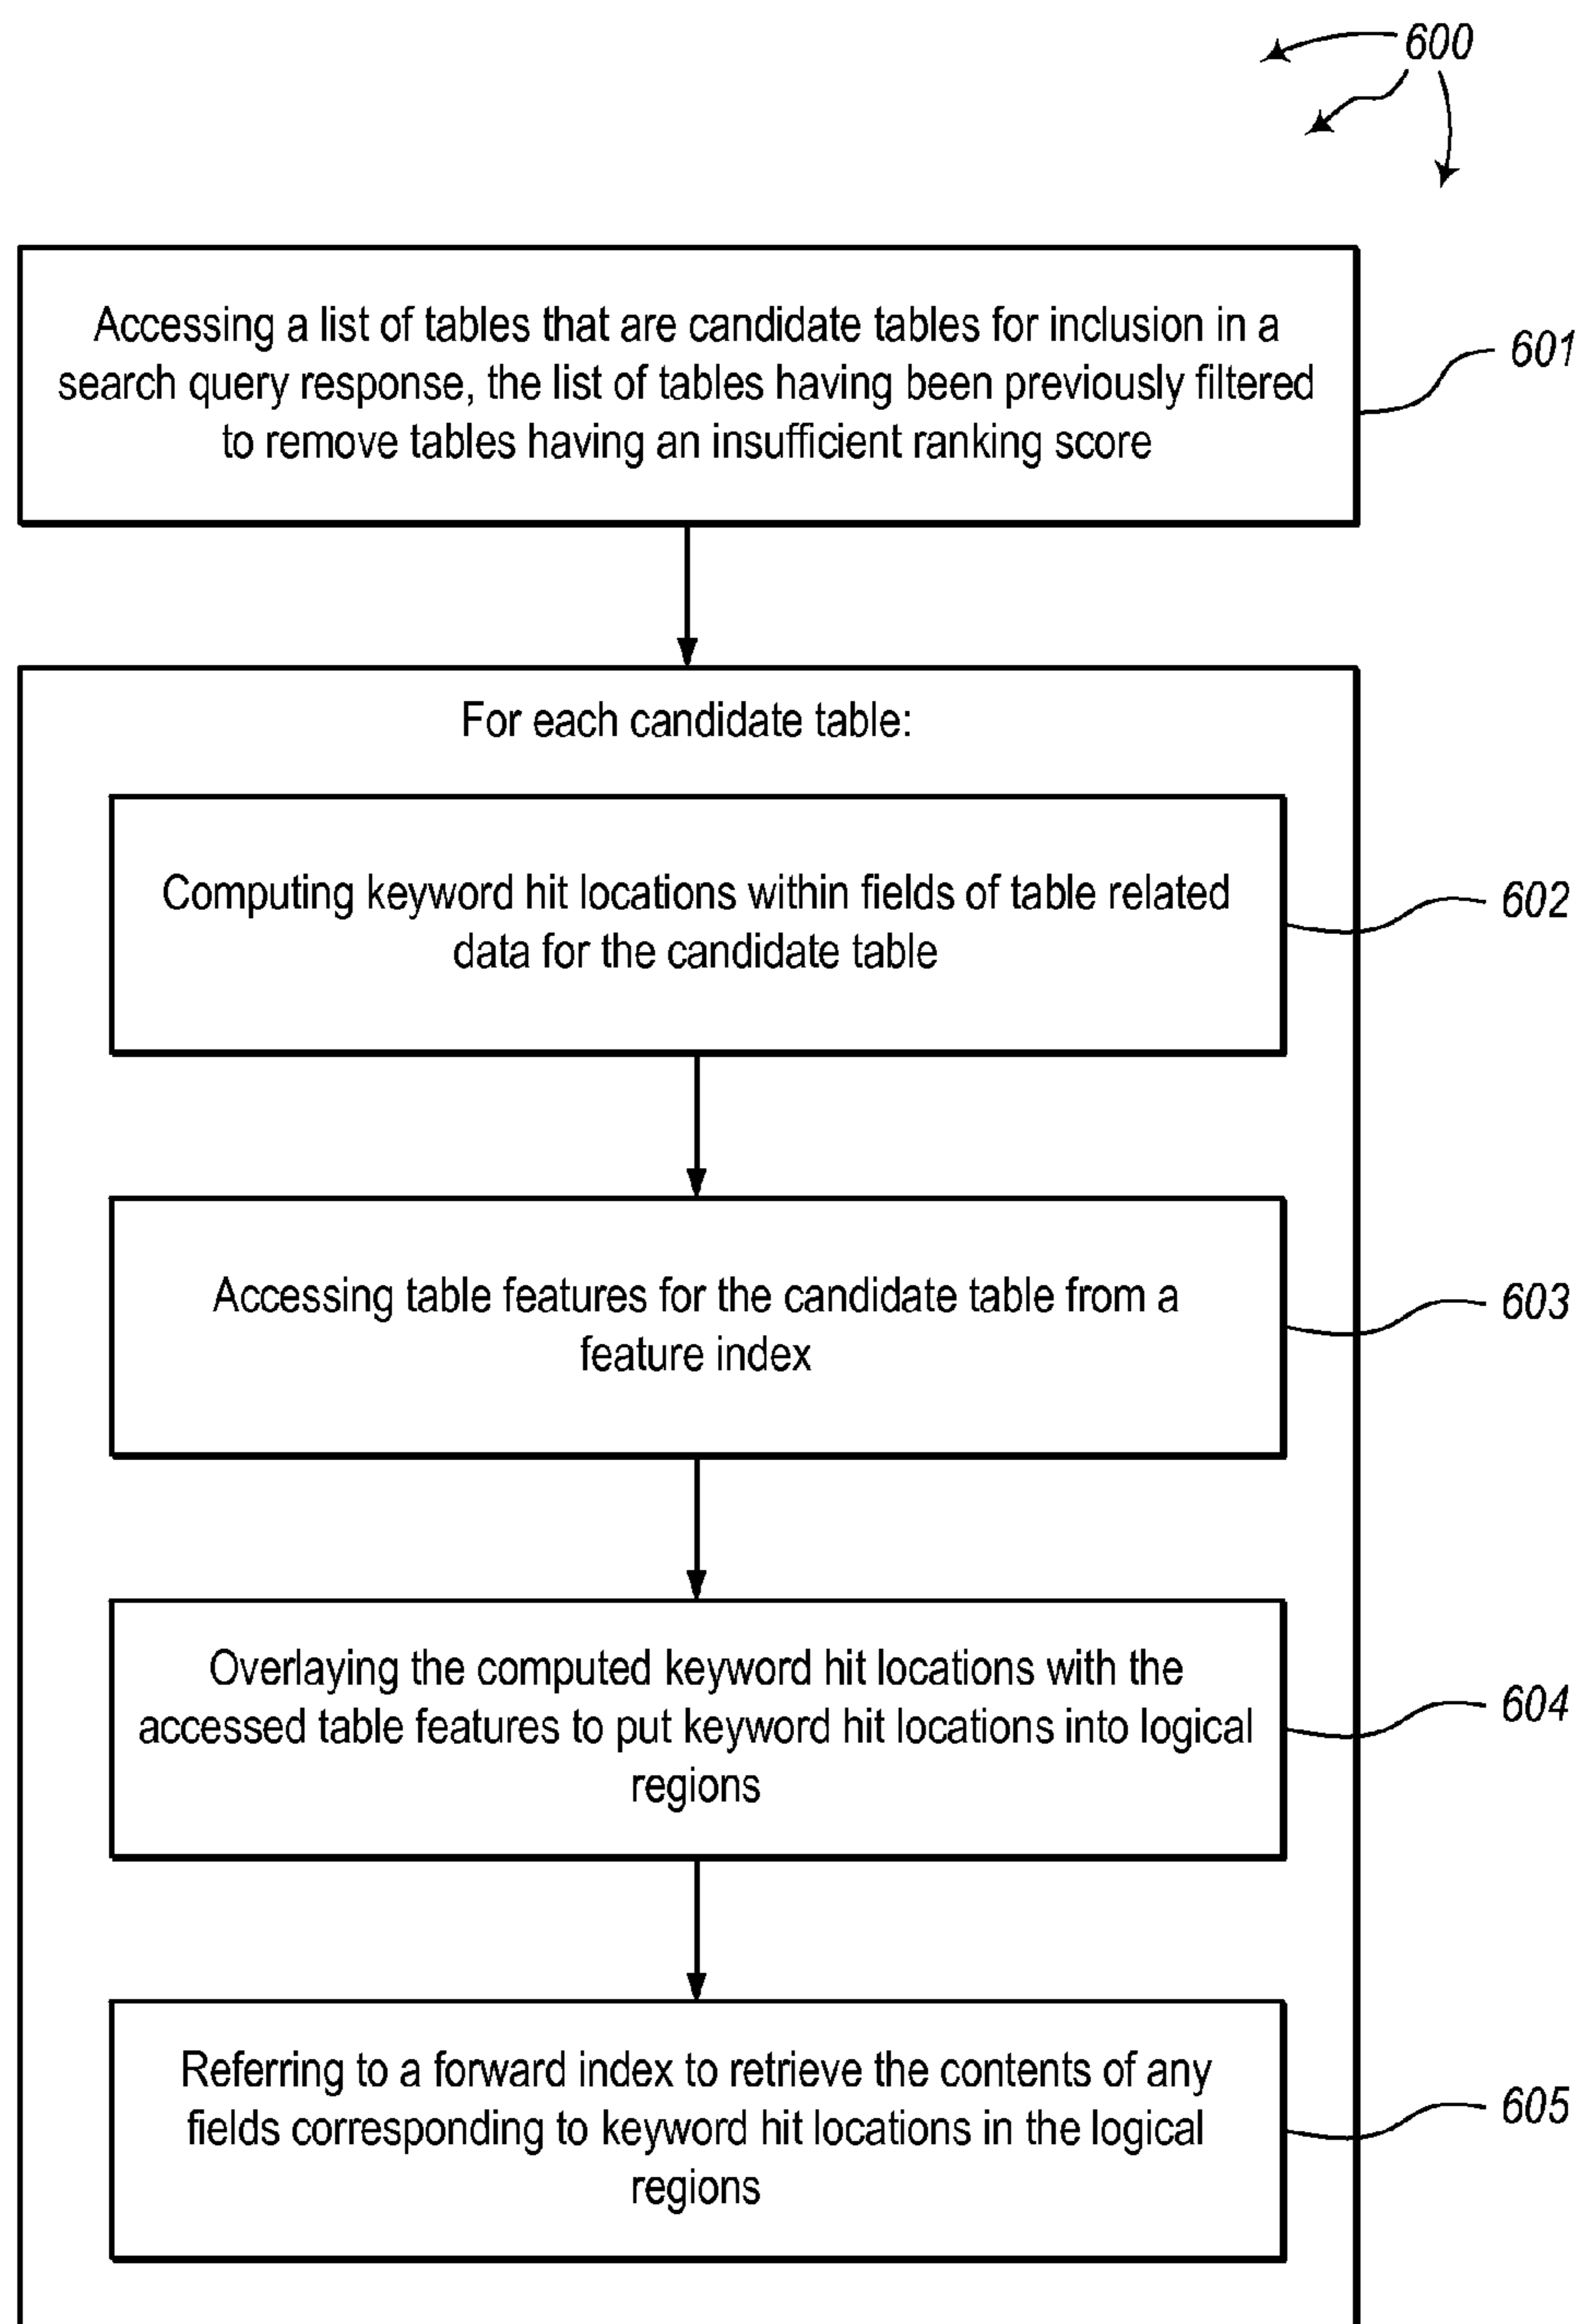 600
Accessing a list of tables that are candidate tables for inclusion in a
search query response, the list of tables having been previously filtered
to remove tables having an insufficient ranking score
601
For each candidate table:
Computing keyword hit locations within fields of table related
data for the candidate table
602
Accessing table features for the candidate table from a
feature index
603
Overlaying the computed keyword hit locations with the
accessed table features to put keyword hit locations into logical
regions
604
Referring to a forward index to retrieve the contents of any
fields corresponding to keyword hit locations in the logical
regions
605